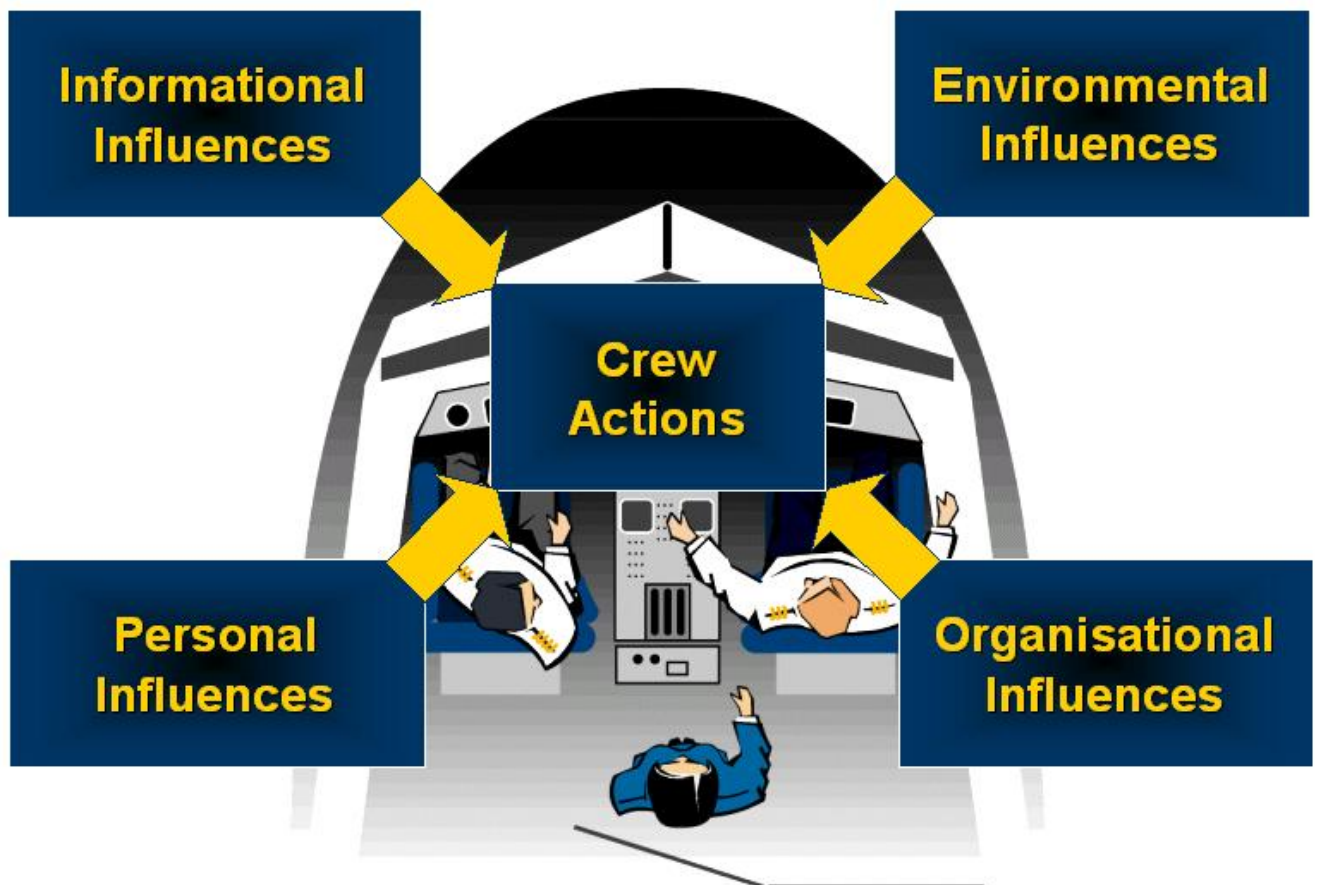 Informational
Influences
Environmental
Influences
Crew
Actions
Personal
Influences
Organisational
Influences